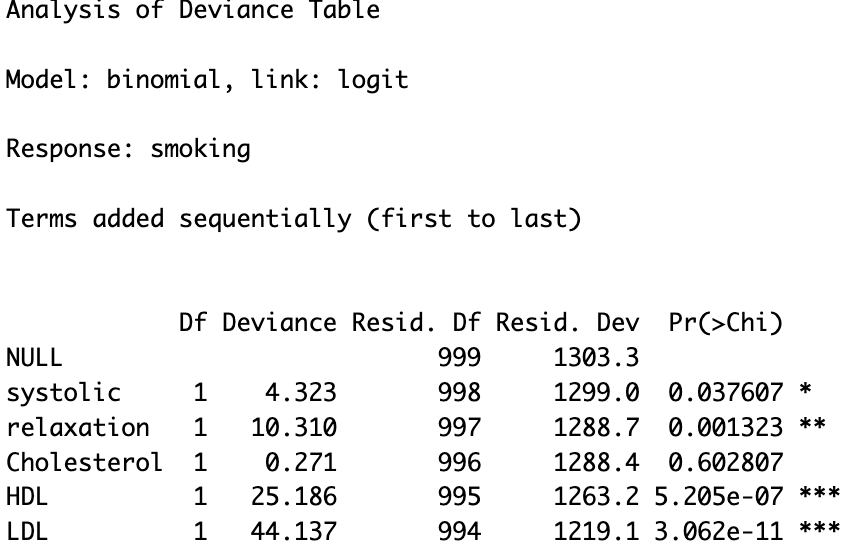 Analysis of Deviance Table
Model: binomial, link: logit
Response: smoking
Terms added sequentially (first to last)
Df Deviance Resid. Df Resid. Dev Pr(>Chi)
NULL 999 1303.3
systolic 1 4.323 998 1299.0 0.037607 *
relaxation 1 10.310 997 1288.7 0.001323 **
Cholesterol 1 0.271 996 1288.4 0.602807
HDL 1 25.186 995 1263.2 5.205e-07 ***
LDL 1 44.137 994 1219.1 3.062e-11 ***